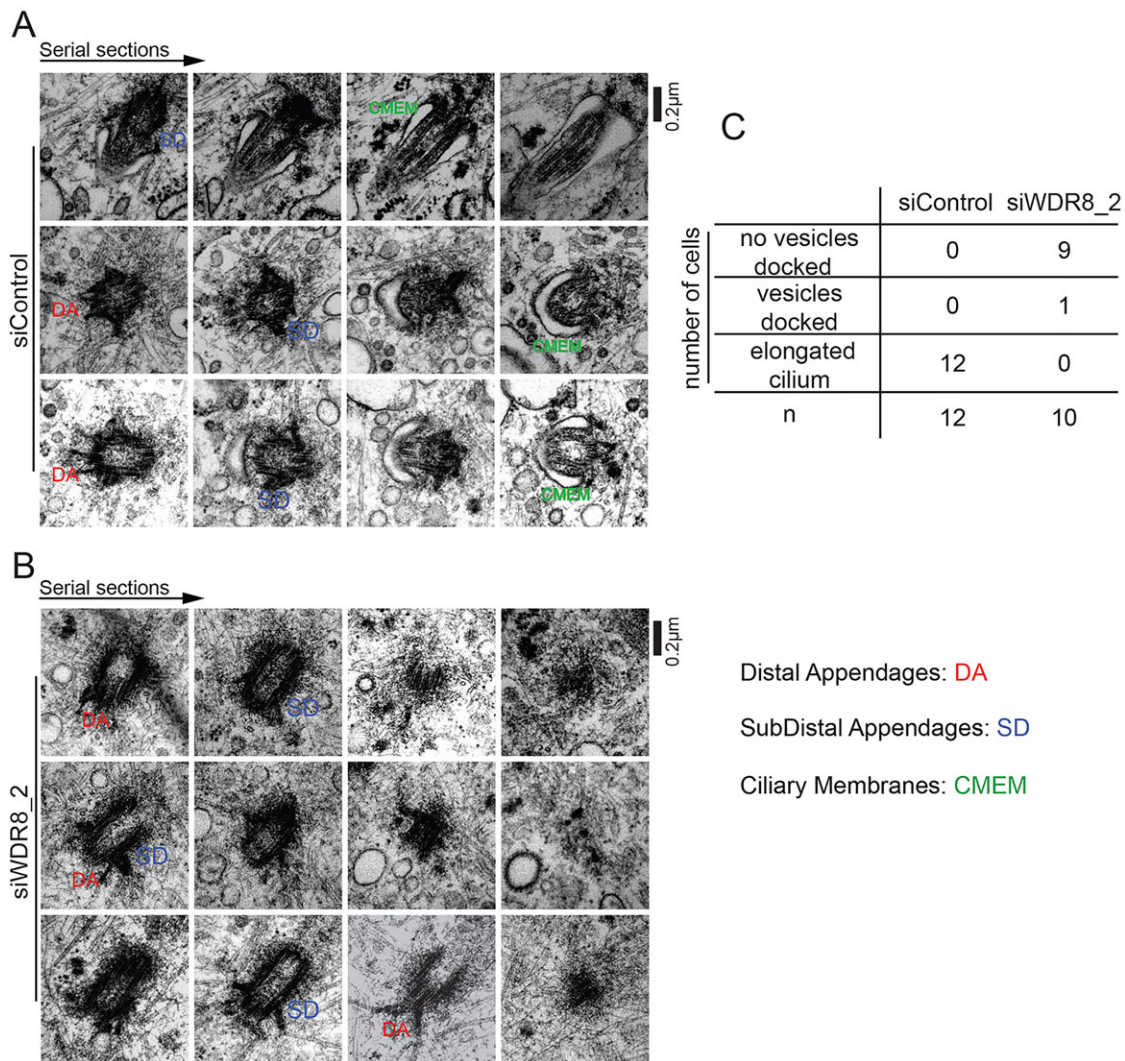 A
Serial sections
siControl
SD
CMEM
0.2μm
DA
SD
CMEM
DA
SD
CMEM
B
Serial sections
siWDR8_2
DA
SD
0.2μm
SD
DA
SD
DA
C
siControl siWDR8_2
number of cells
no vesicles docked 0 9
vesicles docked 0 1
elongated cilium 12 0
n 12 10
Distal Appendages: DA
SubDistal Appendages: SD
Ciliary Membranes: CMEM